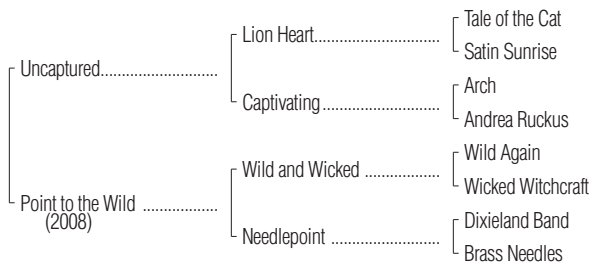 Tale of the Cat
Lion Heart
Satin Sunrise
Uncaptured
Arch
Captivating
Andrea Ruckus
Wild Again
Wild and Wicked
Wicked Witchcraft
Point to the Wild
(2008)
Dixieland Band
Needlepoint
Brass Needles